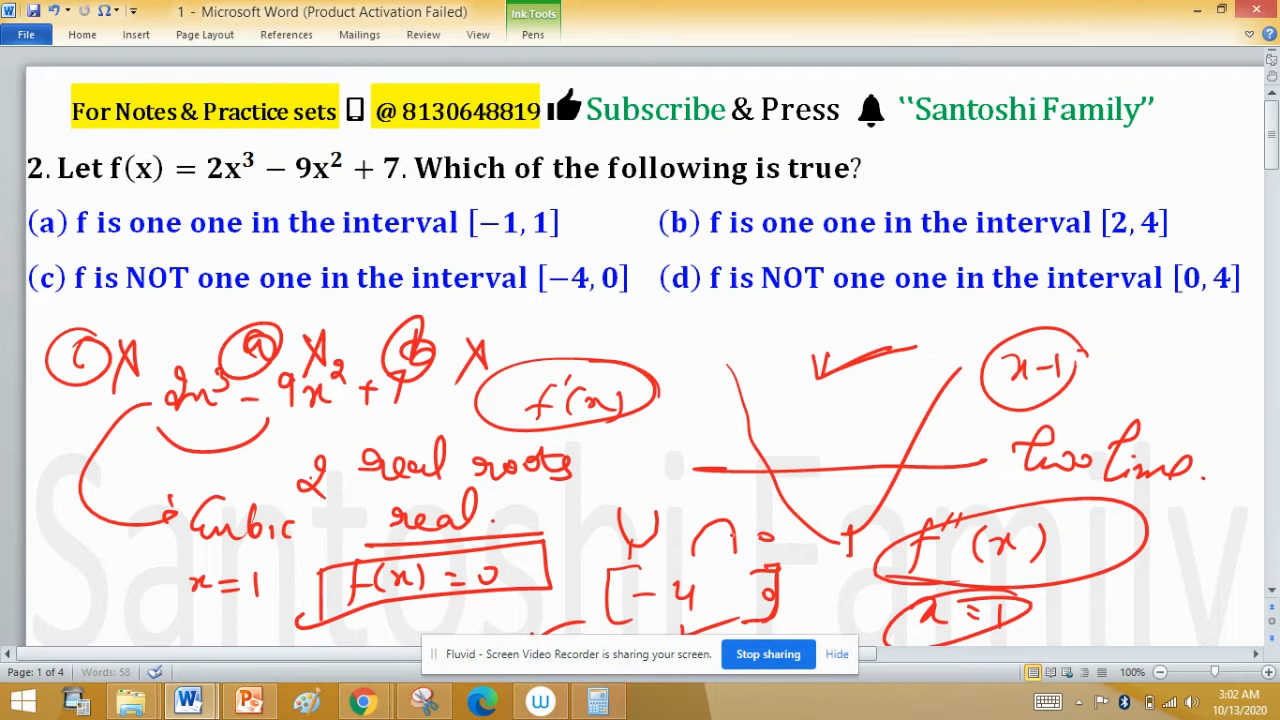 1 - Microsoft Word (Product Activation Failed)
Ink Tools
File Home Insert Page Layout References Mailings Review View Pens
For Notes & Practice sets @ 8130648819 Subscribe & Press "Santoshi Family"
2. Let f(x) = 2x³ − 9x² + 7. Which of the following is true?
(a) f is one one in the interval [−1, 1] (b) f is one one in the interval [2, 4]
(c) f is NOT one one in the interval [−4, 0] (d) f is NOT one one in the interval [0, 4]
x-1
2x³ - 9x² + 7 f'(x)
2 real roots two time.
Cubic real.
f''(x)
x=1 f(x) = 0 [-4 0]
x=1
Santoshi Family
Fluvid - Screen Video Recorder is sharing your screen. Stop sharing Hide
Page: 1 of 4 Words: 58 100%
3:02 AM
10/13/2020